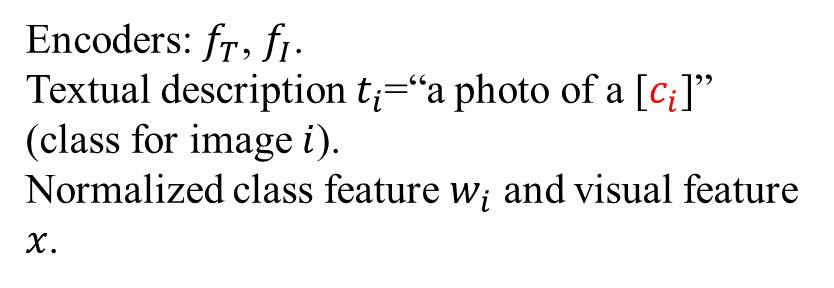 Encoders: f_T, f_I.
Textual description t_i=“a photo of a [c_i]”
(class for image i).
Normalized class feature w_i and visual feature
x.